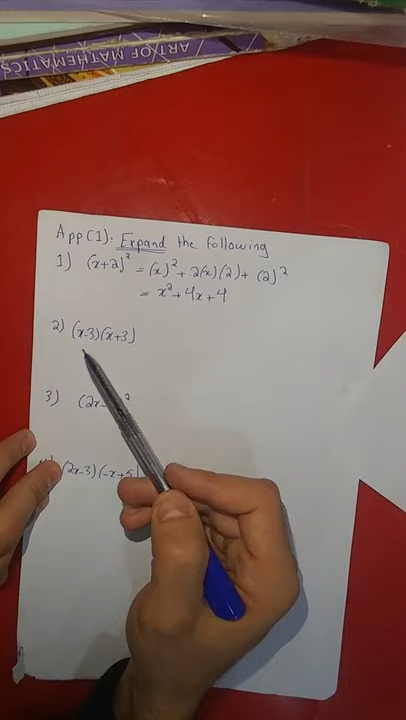 ART OF MATHEMATICS
App (1): Expand the following
1) (x+2)² = (x)² + 2(x)(2) + (2)²
= x² + 4x + 4
2) (x-3)(x+3)
3) (2x- ²
(2x-3)(-x+5)